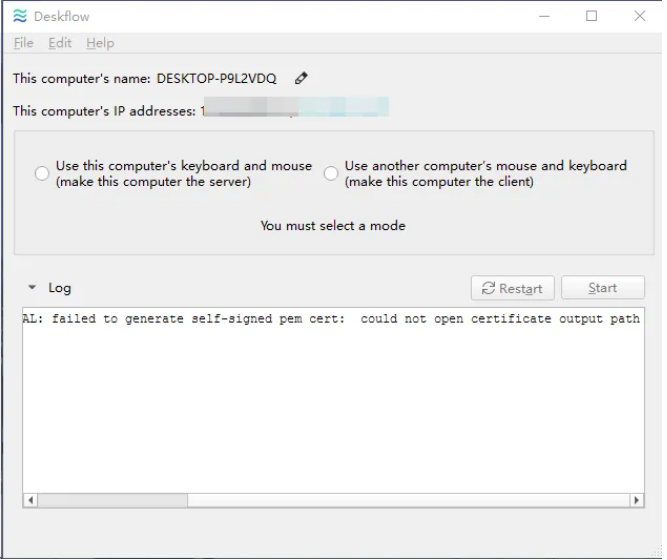 Deskflow
File Edit Help
This computer's name: DESKTOP-P9L2VDQ
This computer's IP addresses:
Use this computer's keyboard and mouse
(make this computer the server)
Use another computer's mouse and keyboard
(make this computer the client)
You must select a mode
Log
Restart
Start
AL: failed to generate self-signed pem cert: could not open certificate output path